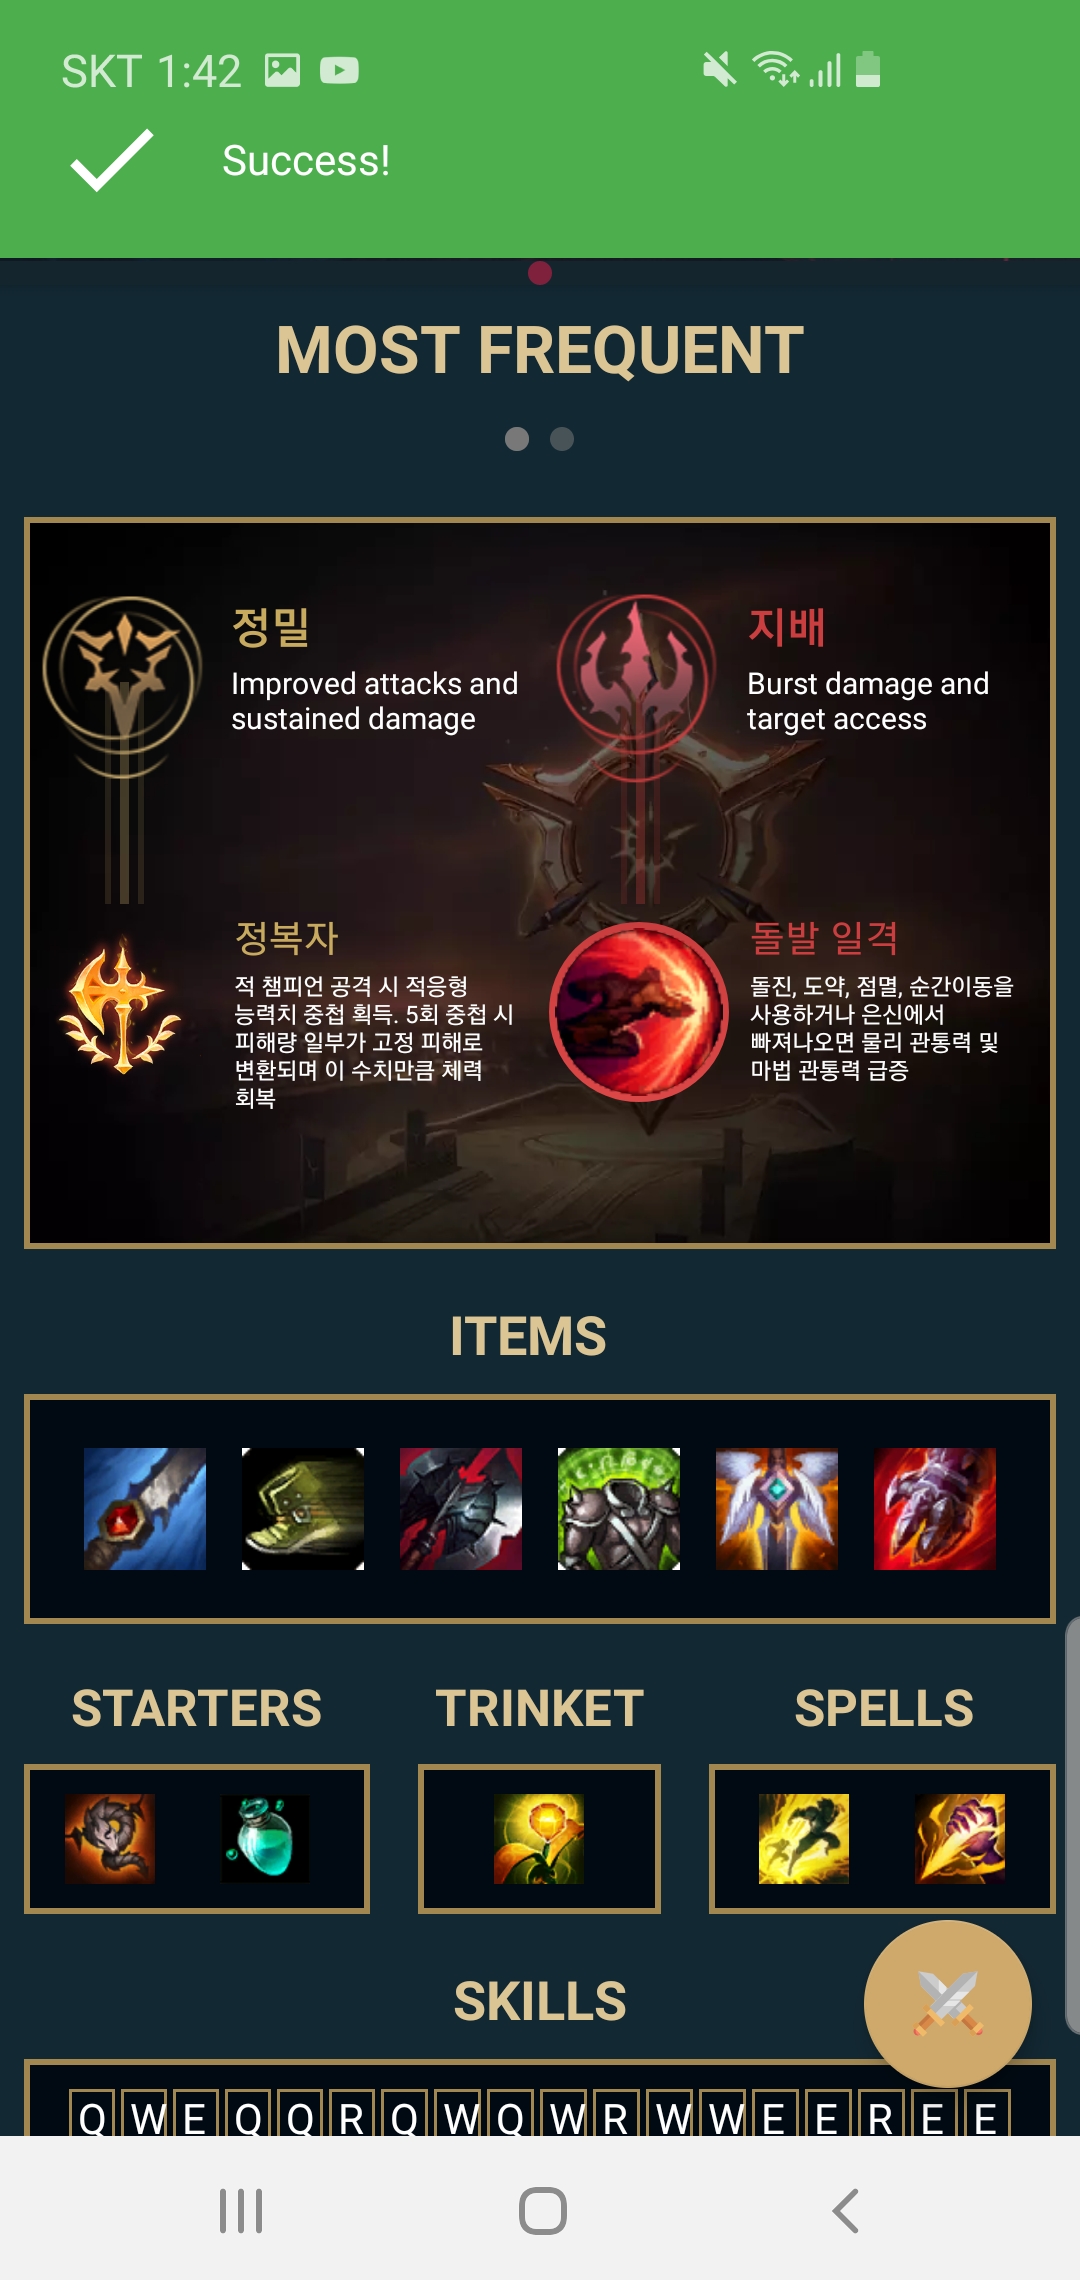 SKT 1:42
Success!
MOST FREQUENT
정밀
Improved attacks and
sustained damage
지배
Burst damage and
target access
정복자
적 챔피언 공격 시 적응형
능력치 중첩 획득. 5회 중첩 시
피해량 일부가 고정 피해로
변환되며 이 수치만큼 체력
회복
돌발 일격
돌진, 도약, 점멸, 순간이동을
사용하거나 은신에서
빠져나오면 물리 관통력 및
마법 관통력 급증
ITEMS
STARTERS TRINKET SPELLS
SKILLS
Q W E Q Q R Q W Q W R W W E E R E E